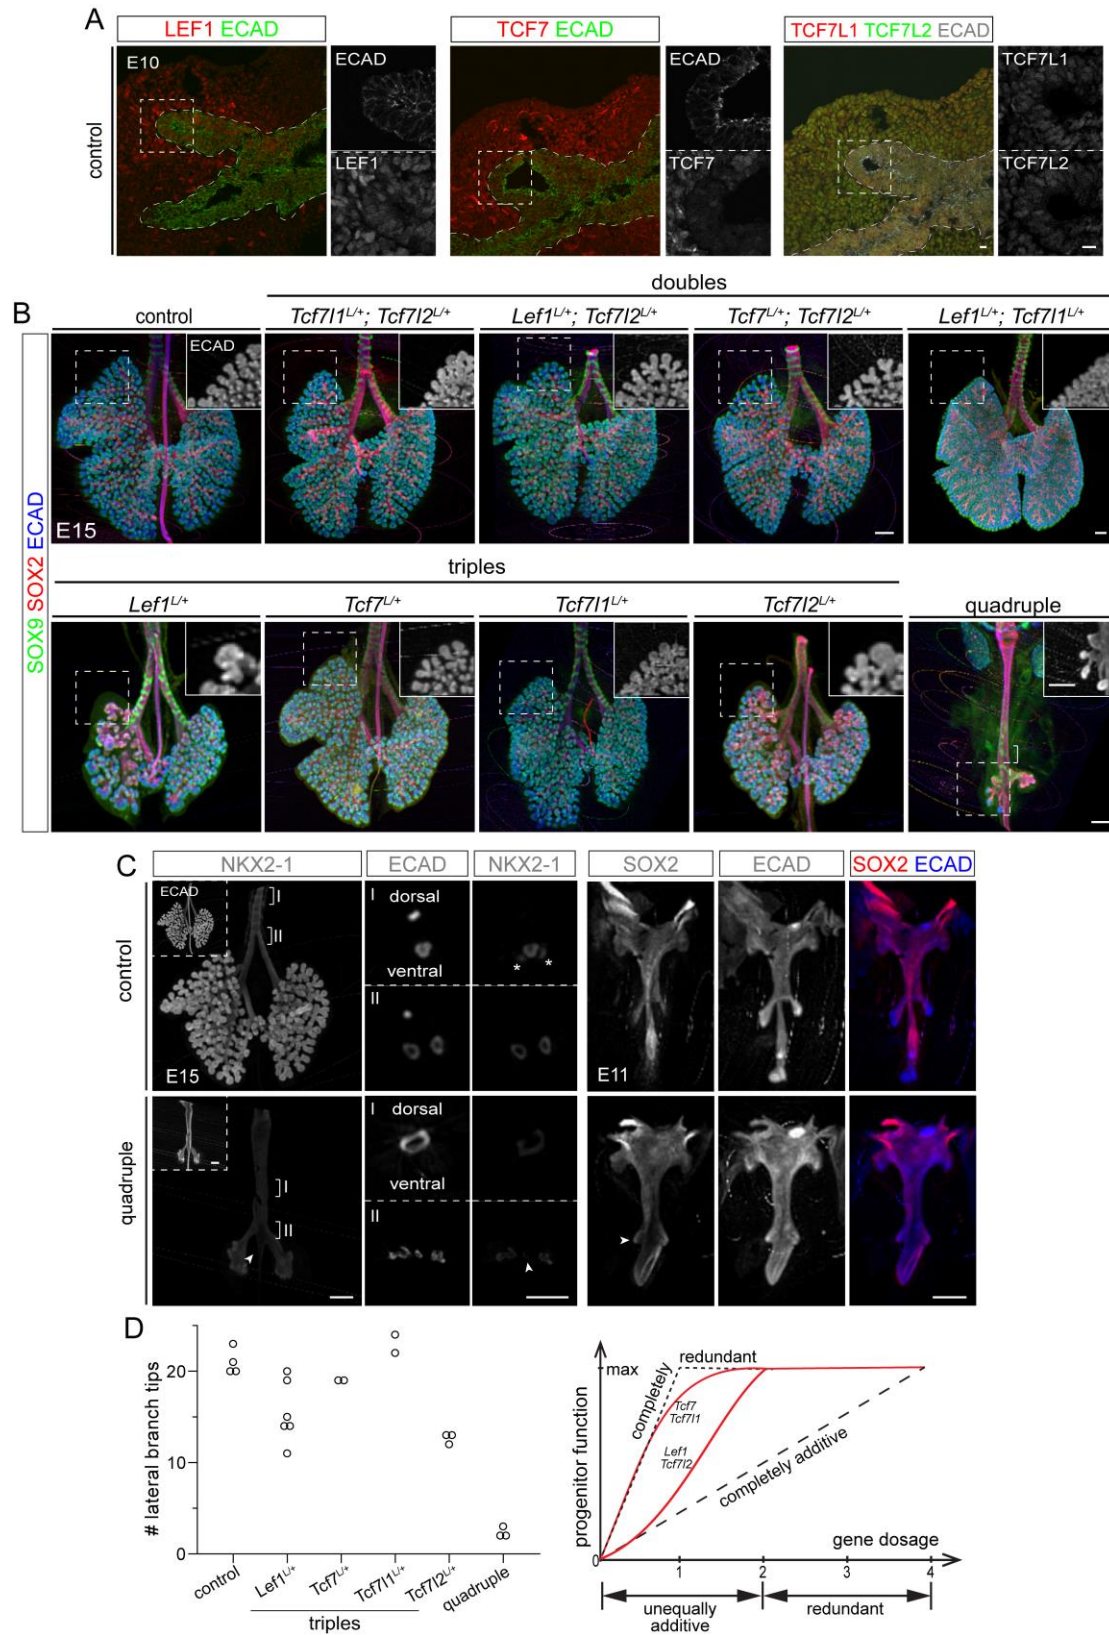 A
LEF1 ECAD
TCF7 ECAD
TCF7L1 TCF7L2 ECAD
control
E10
ECAD
LEF1
ECAD
TCF7
TCF7L1
TCF7L2
B
doubles
control
Tcf7l1L/+; Tcf7l2L/+
Lef1L/+; Tcf7l2L/+
Tcf7L/+; Tcf7l2L/+
Lef1L/+; Tcf7l1L/+
SOX9 SOX2 ECAD
ECAD
E15
triples
Lef1L/+
Tcf7L/+
Tcf7l1L/+
Tcf7l2L/+
quadruple
C
NKX2-1
ECAD
NKX2-1
SOX2
ECAD
SOX2 ECAD
control
ECAD
I
II
E15
I dorsal
ventral
* *
II
E11
quadruple
I
II
I dorsal
ventral
II
D
# lateral branch tips
20
10
0
control
Lef1L/+
Tcf7L/+
Tcf7l1L/+
Tcf7l2L/+
quadruple
triples
progenitor function
max
completely
redundant
Tcf7
Tcf7l1
Lef1
Tcf7l2
completely additive
gene dosage
0
1
2
3
4
unequally
additive
redundant